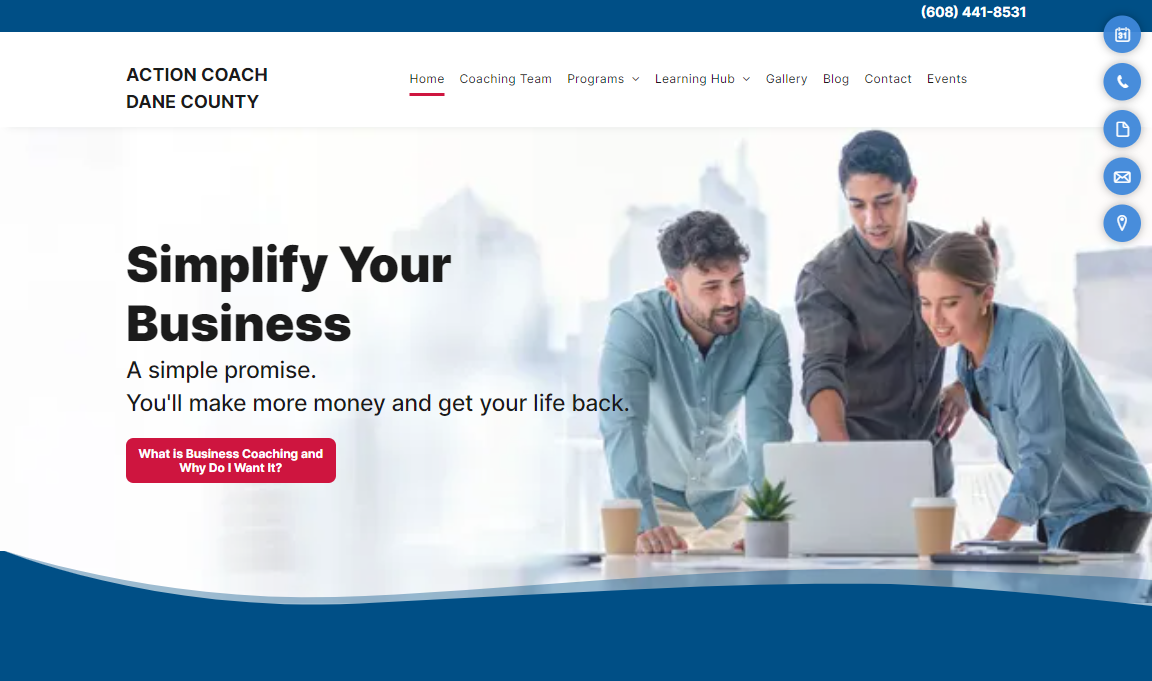 (608) 441-8531
31
ACTION COACH
DANE COUNTY
Home Coaching Team Programs Learning Hub Gallery Blog Contact Events
Simplify Your
Business
A simple promise.
You'll make more money and get your life back.
What is Business Coaching and
Why Do I Want It?